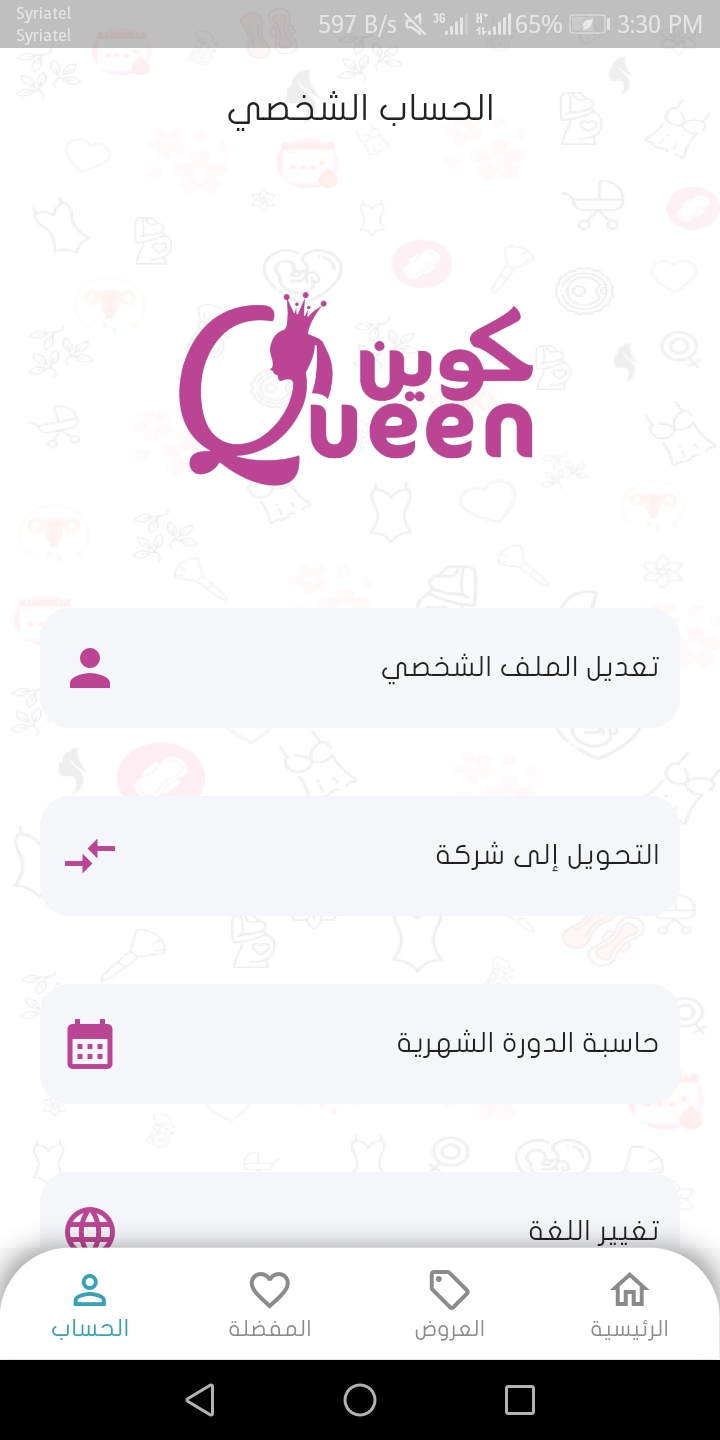 Syriatel
Syriatel
597 B/s 3G H+ 65% 3:30 PM
الحساب الشخصي
كوين
Queen
تعديل الملف الشخصي
التحويل إلى شركة
حاسبة الدورة الشهرية
تغيير اللغة
الرئيسية العروض المفضلة الحساب